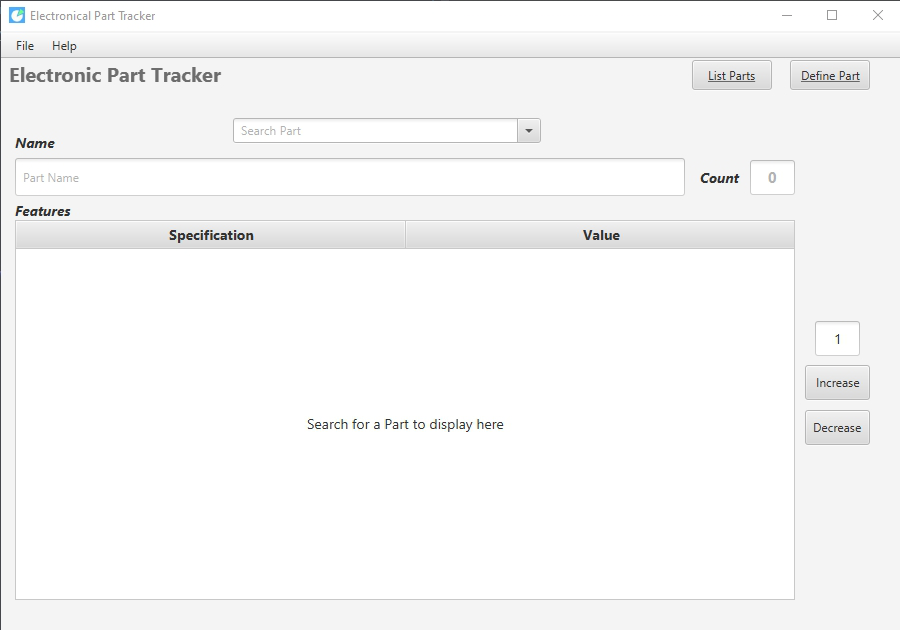 Electronical Part Tracker
File Help
Electronic Part Tracker
List Parts
Define Part
Search Part
Name
Part Name
Count
0
Features
Specification
Value
Search for a Part to display here
1
Increase
Decrease